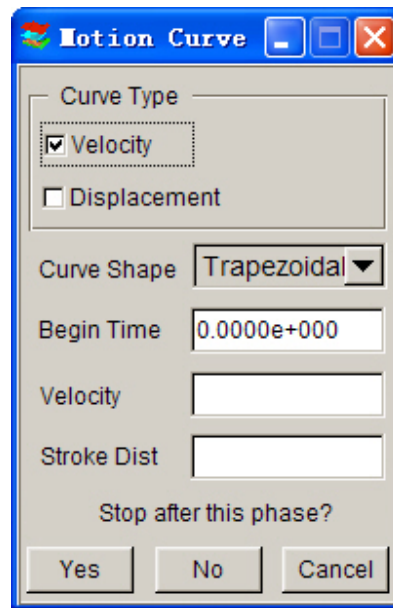 Motion Curve
Curve Type
Velocity
Displacement
Curve Shape Trapezoidal
Begin Time 0.0000e+000
Velocity
Stroke Dist
Stop after this phase?
Yes No Cancel